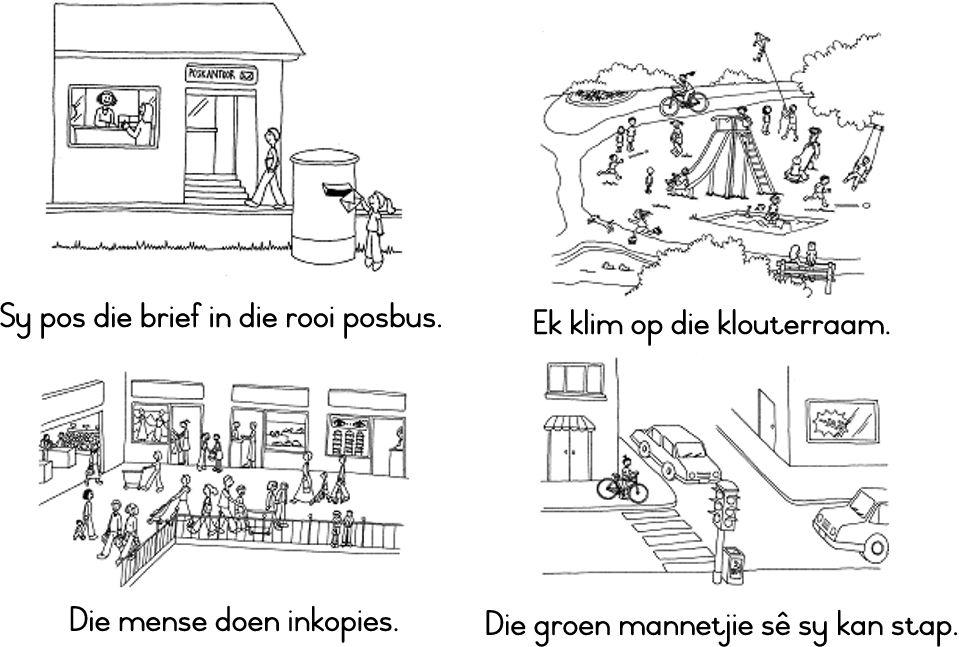 POSKANTOOR
Sy pos die brief in die rooi posbus.
Ek klim op die klouterraam.
Die mense doen inkopies.
Die groen mannetjie sê sy kan stap.